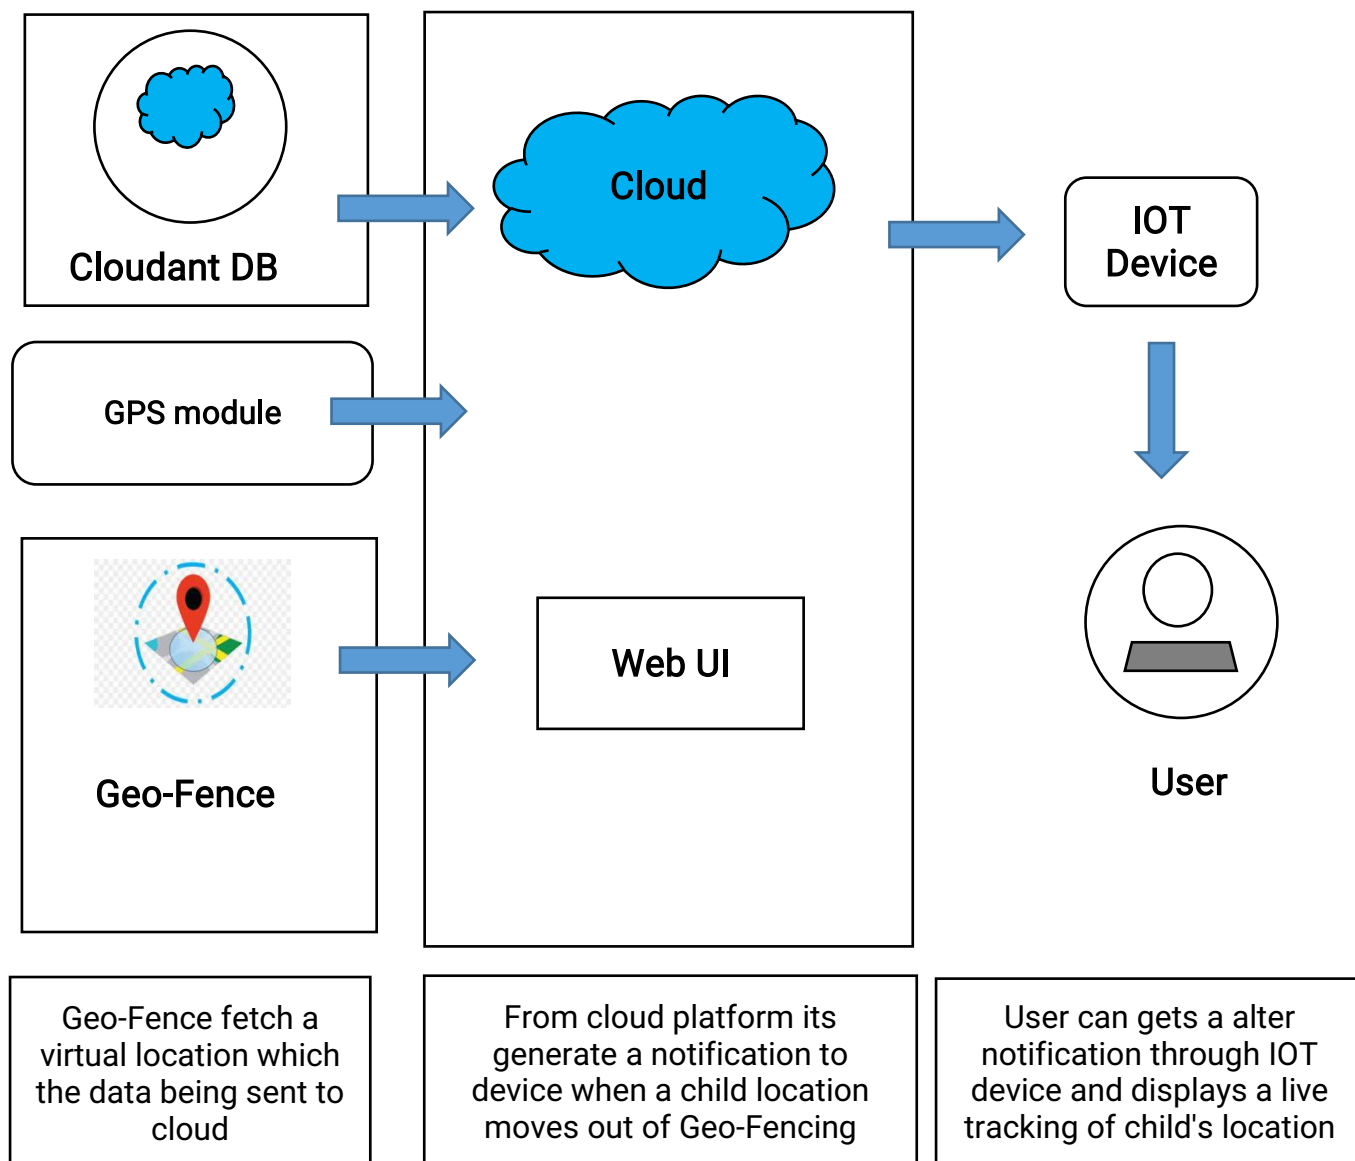 Cloudant DB
Cloud
IOT
Device
GPS module
Geo-Fence
Web UI
User
Geo-Fence fetch a
virtual location which
the data being sent to
cloud
From cloud platform its
generate a notification to
device when a child location
moves out of Geo-Fencing
User can gets a alter
notification through IOT
device and displays a live
tracking of child's location